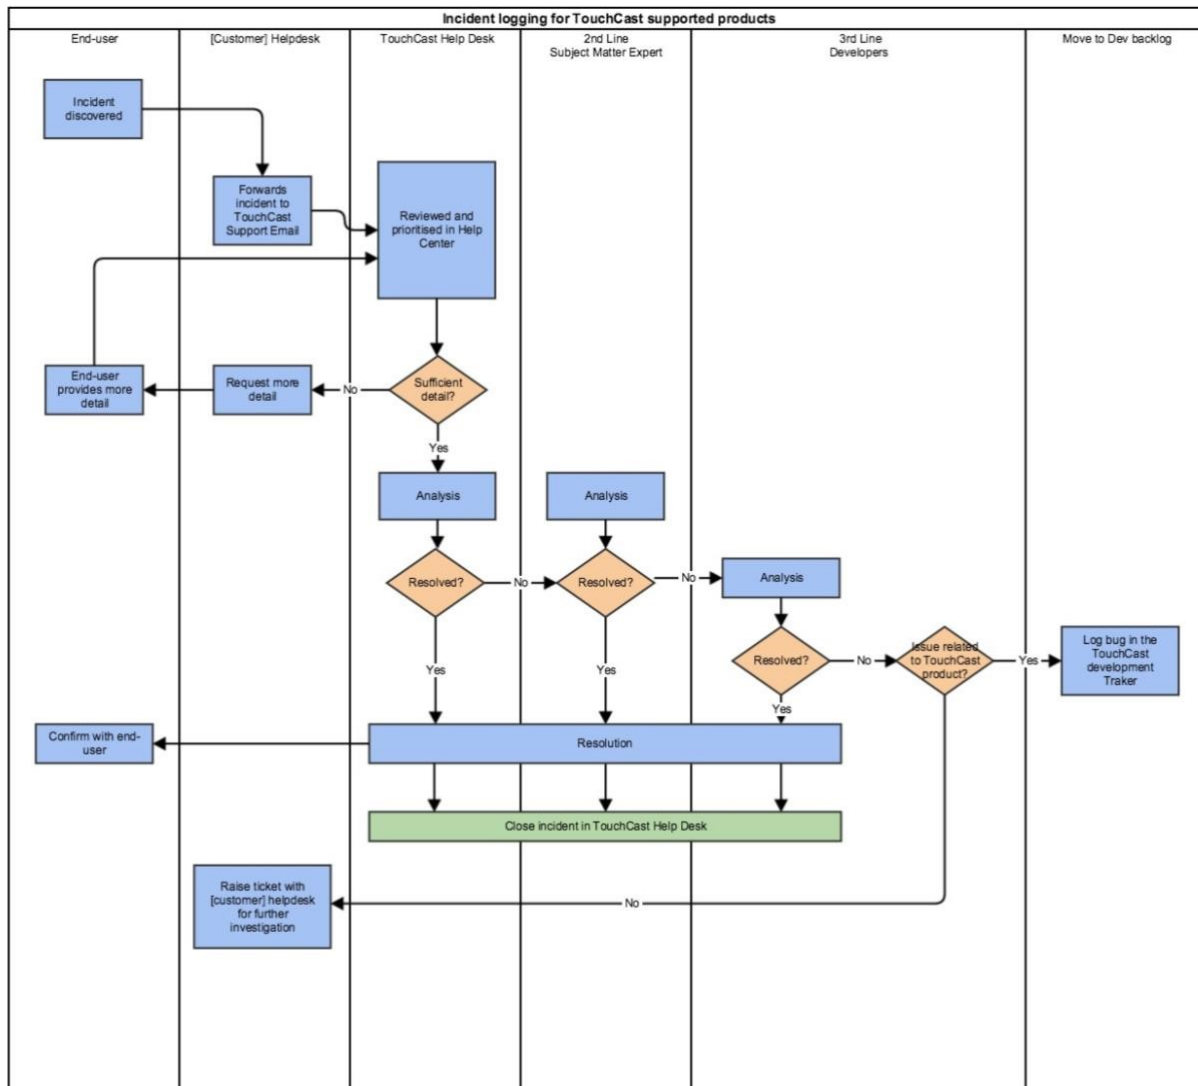 Incident logging for TouchCast supported products
End-user
[Customer] Helpdesk
TouchCast Help Desk
2nd Line
Subject Matter Expert
3rd Line
Developers
Move to Dev backlog
Incident
discovered
Forwards
incident to
TouchCast
Support Email
Reviewed and
prioritised in Help
Center
End-user
provides more
detail
Request more
detail
No
Sufficient
detail?
Yes
Analysis
Analysis
Resolved?
No
Resolved?
No
Analysis
Yes
Yes
Resolved?
No
Issue related
to TouchCast
product?
Yes
Log bug in the
TouchCast
development
Traker
Yes
Confirm with end-
user
Resolution
Close incident in TouchCast Help Desk
Raise ticket with
[customer] helpdesk
for further
investigation
No